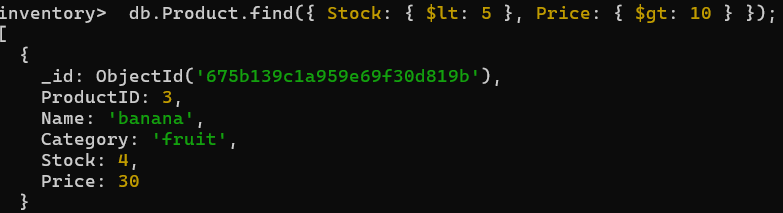 inventory>  db.Product.find({ Stock: { $lt: 5 }, Price: { $gt: 10 } });
[
  {
    _id: ObjectId('675b139c1a959e69f30d819b'),
    ProductID: 3,
    Name: 'banana',
    Category: 'fruit',
    Stock: 4,
    Price: 30
  }